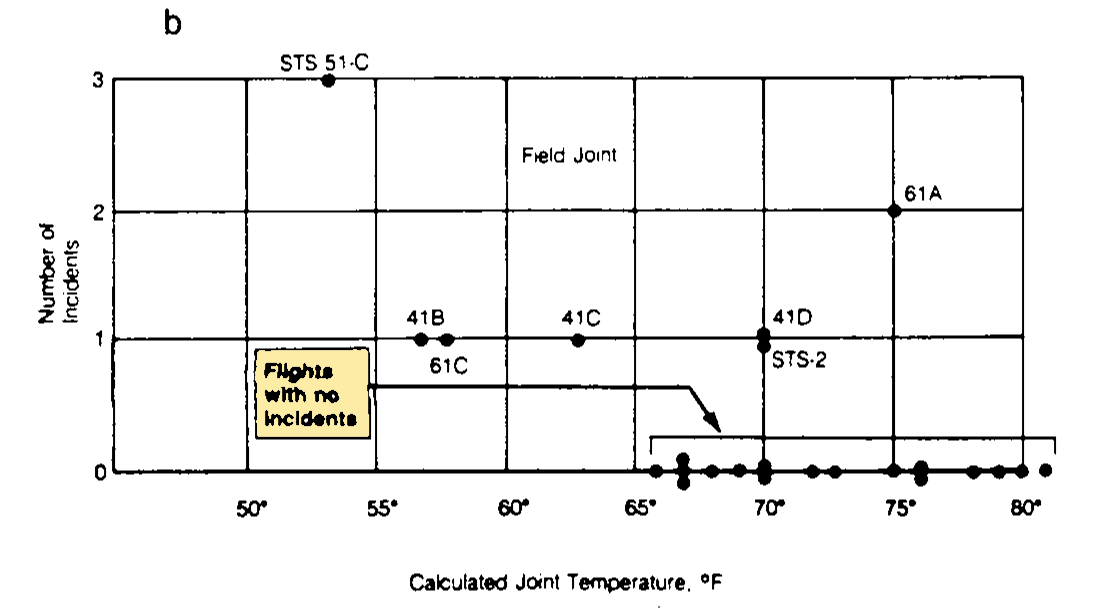 b
STS 51-C
3
Field Joint
61A
2
Number of
Incidents
41B
41C
41D
1
61C
STS-2
Flights
with no
incidents
0
50° 55° 60° 65° 70° 75° 80°
Calculated Joint Temperature, °F